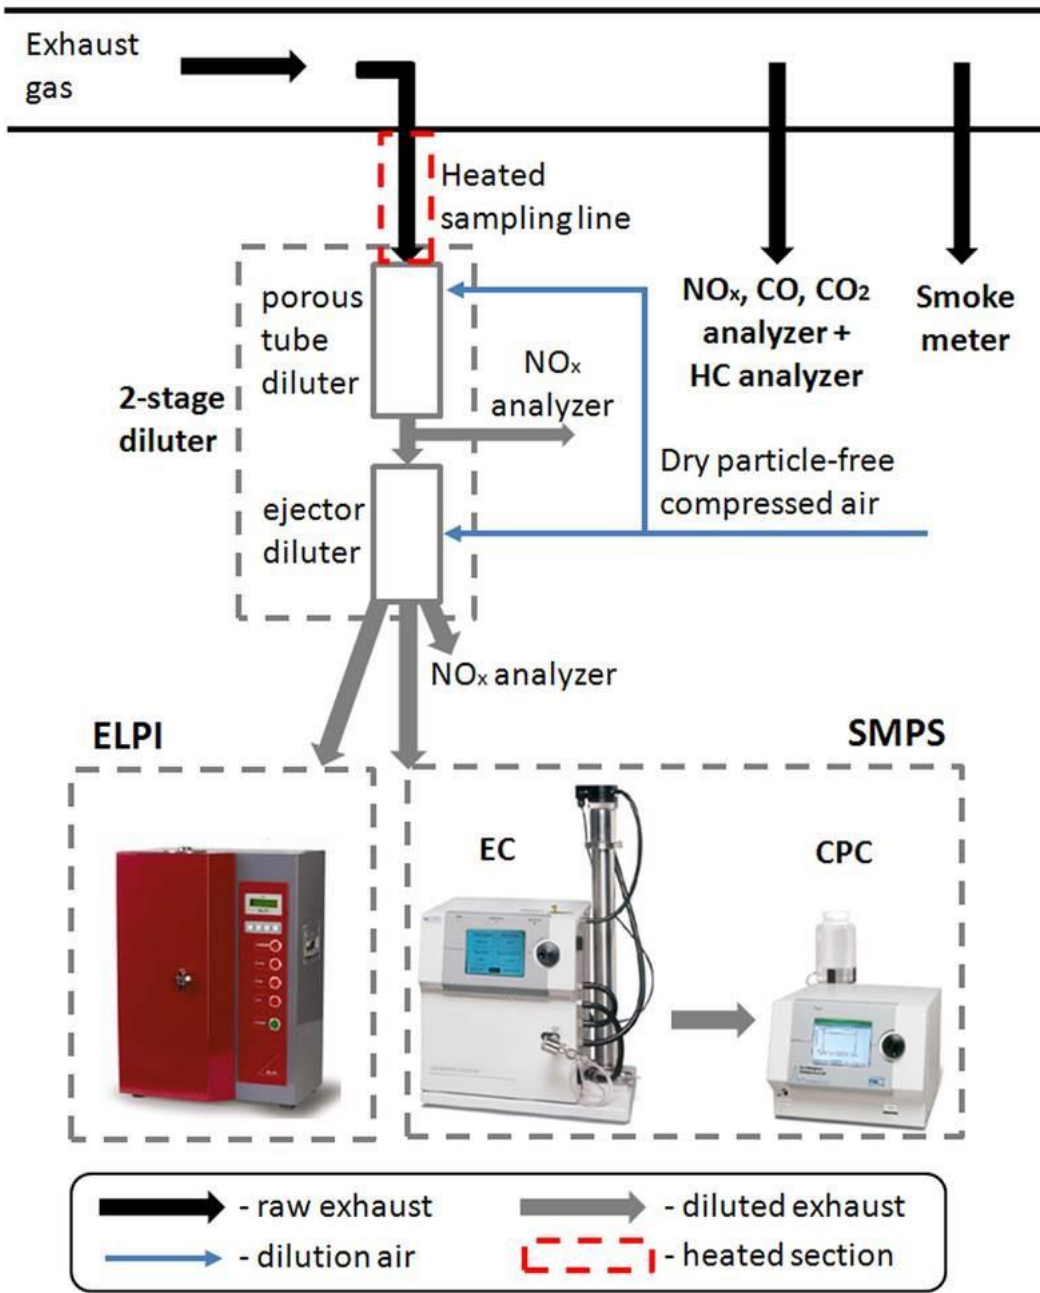 Exhaust
gas
Heated
sampling line
porous
tube
diluter
2-stage
diluter
NOx
analyzer
NOx, CO, CO2
analyzer +
HC analyzer
Smoke
meter
Dry particle-free
compressed air
ejector
diluter
NOx analyzer
ELPI
SMPS
EC
CPC
- raw exhaust
- diluted exhaust
- dilution air
- heated section